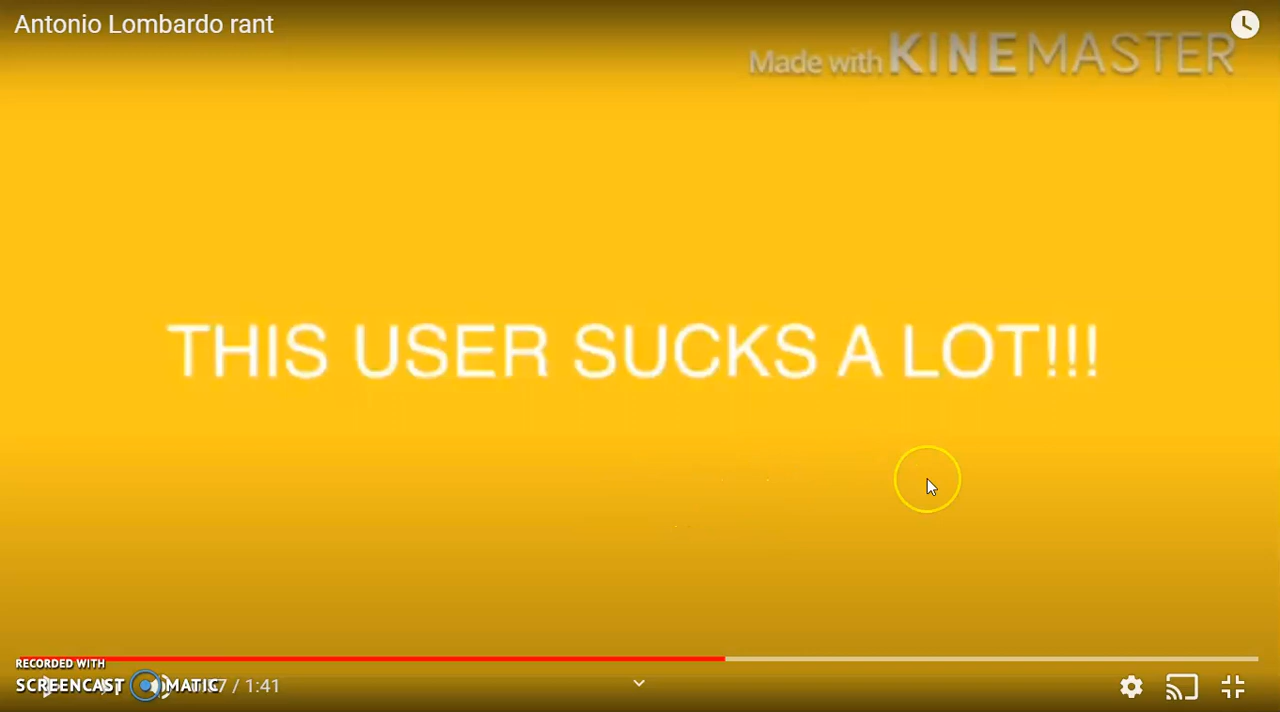 Antonio Lombardo rant
Made with KINEMASTER
THIS USER SUCKS A LOT!!!
RECORDED WITH
SCREENCAST MATIC
/ 1:41